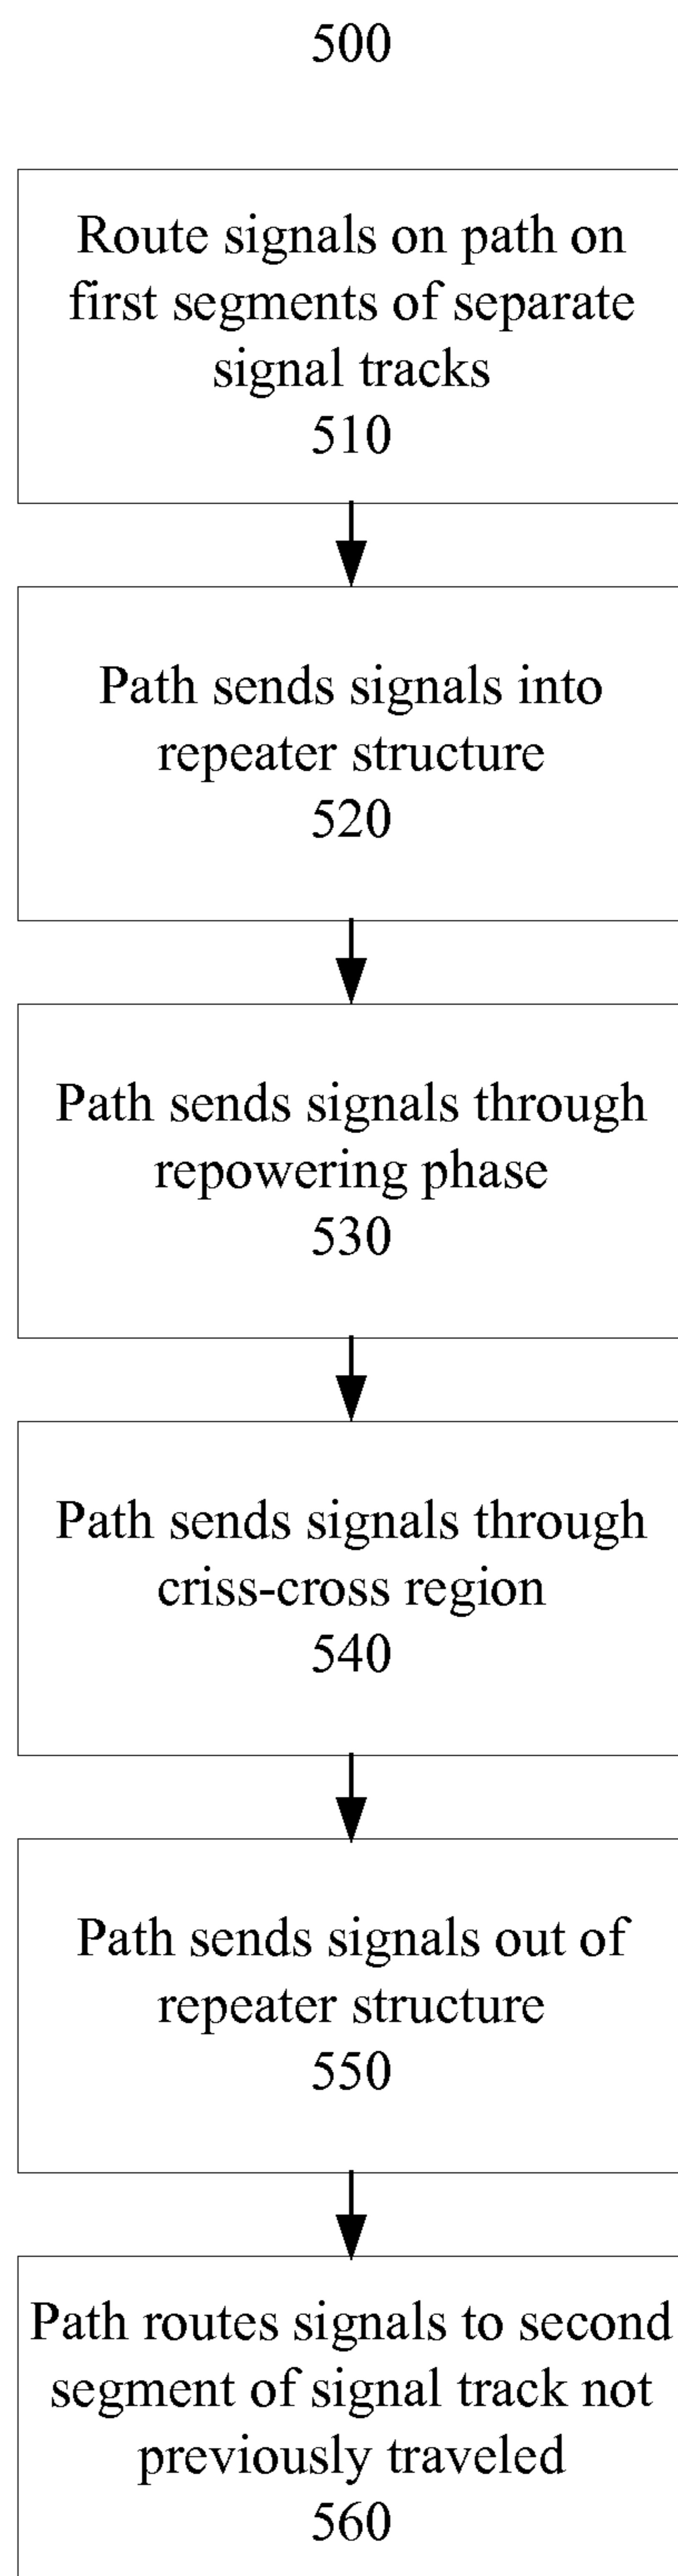 500
Route signals on path on
first segments of separate
signal tracks
510
Path sends signals into
repeater structure
520
Path sends signals through
repowering phase
530
Path sends signals through
criss-cross region
540
Path sends signals out of
repeater structure
550
Path routes signals to second
segment of signal track not
previously traveled
560